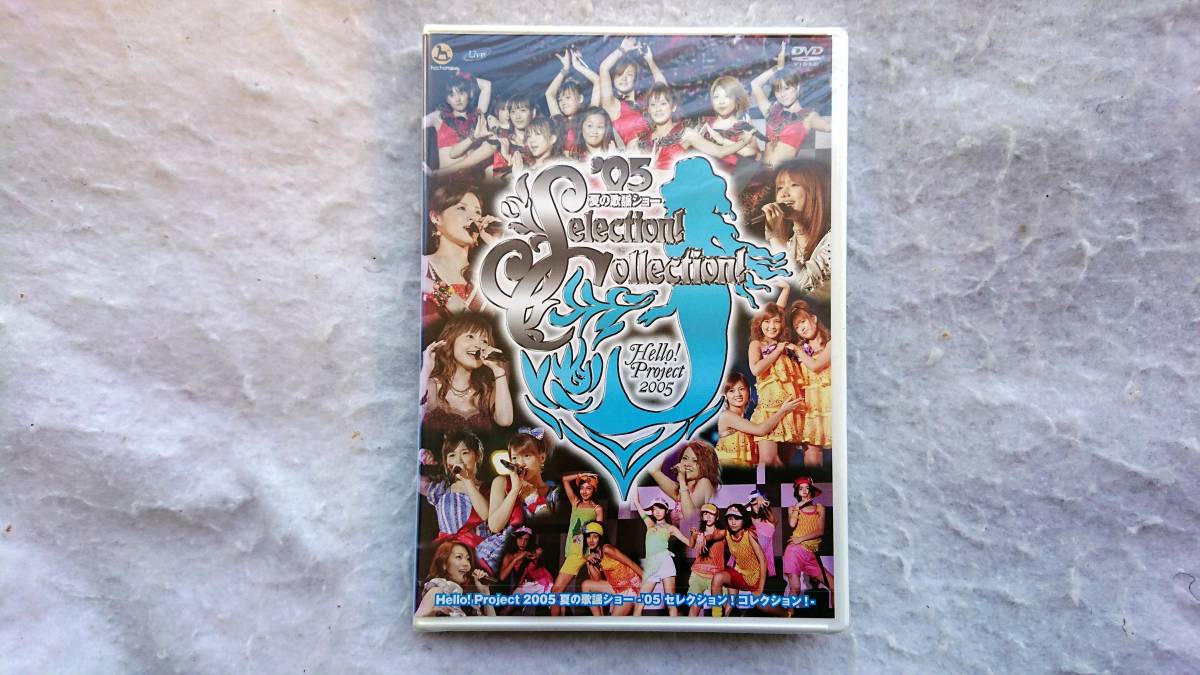 hachama
Live
DVD
VIDEO
'05
夏の歌謡ショー
Selection!
Collection!
Hello!
Project
2005
Hello! Project 2005 夏の歌謡ショー -'05 セレクション!コレクション!-